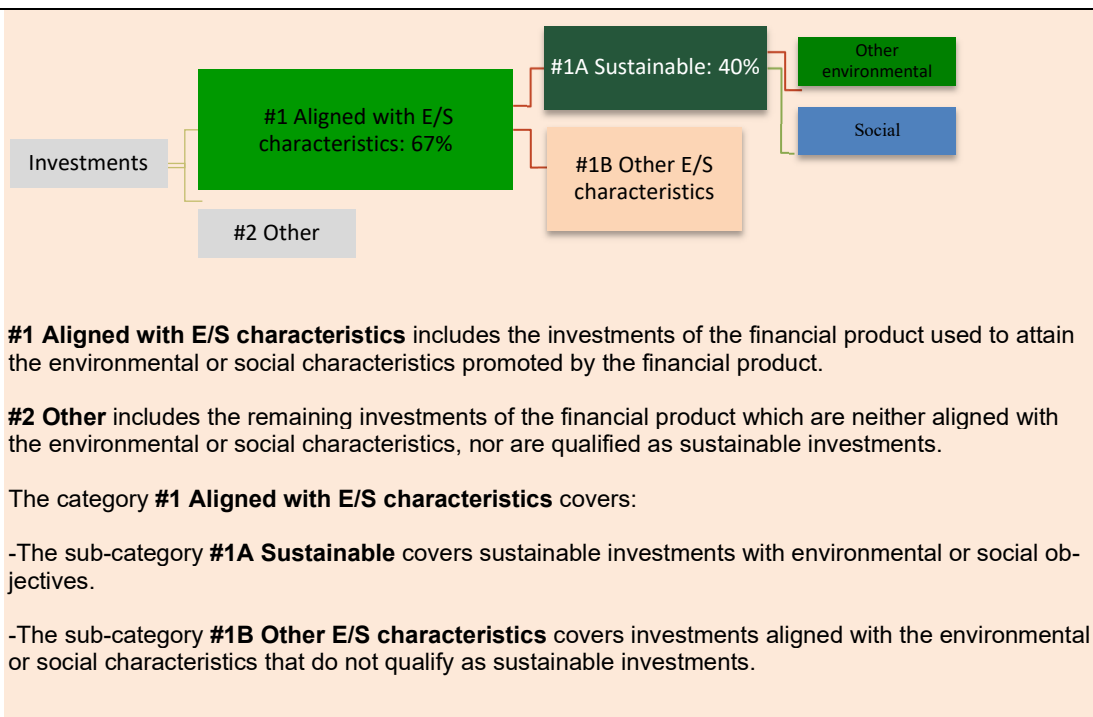 #1A Sustainable: 40%
Other
environmental
#1 Aligned with E/S
characteristics: 67%
Social
Investments
#1B Other E/S
characteristics
#2 Other
#1 Aligned with E/S characteristics includes the investments of the financial product used to attain
the environmental or social characteristics promoted by the financial product.
#2 Other includes the remaining investments of the financial product which are neither aligned with
the environmental or social characteristics, nor are qualified as sustainable investments.
The category #1 Aligned with E/S characteristics covers:
-The sub-category #1A Sustainable covers sustainable investments with environmental or social ob-
jectives.
-The sub-category #1B Other E/S characteristics covers investments aligned with the environmental
or social characteristics that do not qualify as sustainable investments.